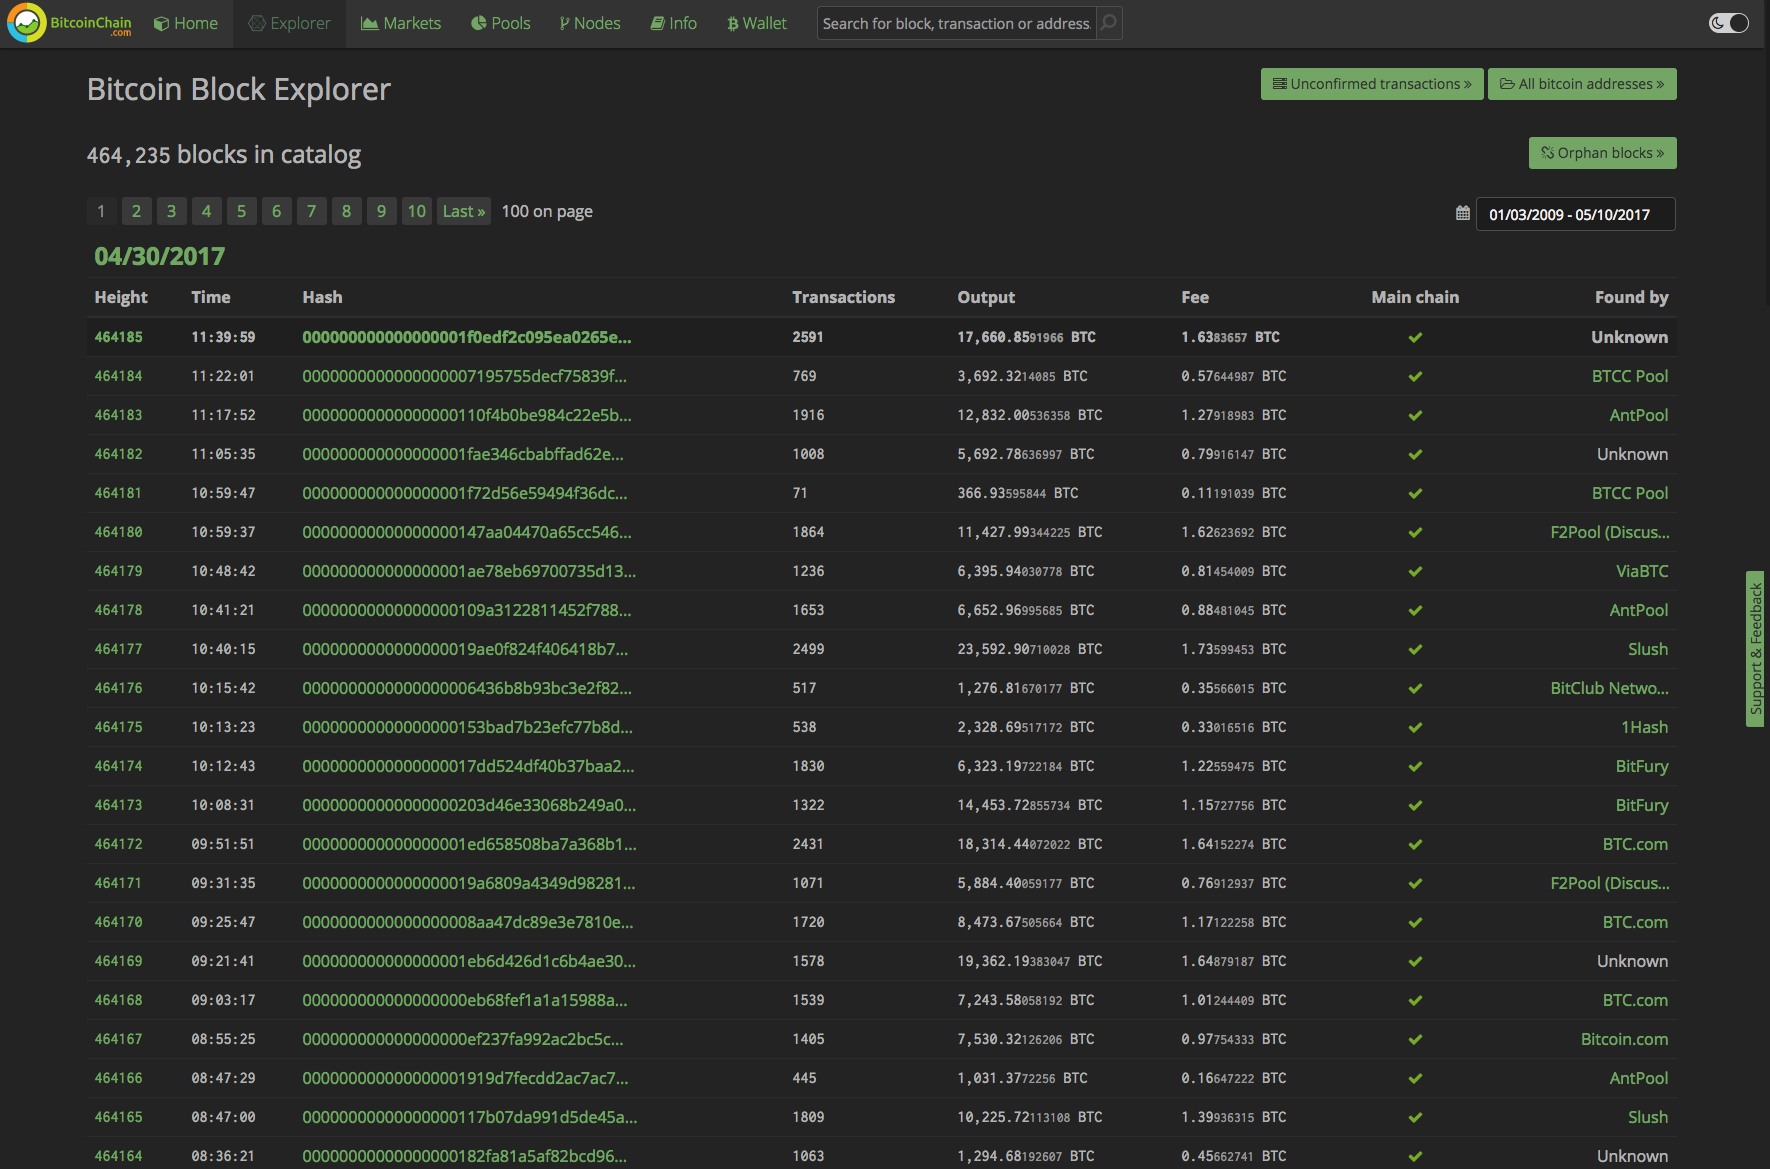 BitcoinChain .com Home Explorer Markets Pools Nodes Info Wallet Search for block, transaction or address.
Bitcoin Block Explorer Unconfirmed transactions » All bitcoin addresses »
464,235 blocks in catalog Orphan blocks »
1 2 3 4 5 6 7 8 9 10 Last » 100 on page 01/03/2009 - 05/10/2017
04/30/2017
Height Time Hash Transactions Output Fee Main chain Found by
464185 11:39:59 000000000000000001f0edf2c095ea0265e... 2591 17,660.8591966 BTC 1.6383657 BTC Unknown
464184 11:22:01 0000000000000000007195755decf75839f... 769 3,692.3214085 BTC 0.57644987 BTC BTCC Pool
464183 11:17:52 00000000000000000110f4b0be984c22e5b... 1916 12,832.00536358 BTC 1.27918983 BTC AntPool
464182 11:05:35 000000000000000001fae346cbabffad62e... 1008 5,692.78636997 BTC 0.79916147 BTC Unknown
464181 10:59:47 000000000000000001f72d56e59494f36dc... 71 366.93595844 BTC 0.11191039 BTC BTCC Pool
464180 10:59:37 00000000000000000147aa04470a65cc546... 1864 11,427.99344225 BTC 1.62623692 BTC F2Pool (Discus...
464179 10:48:42 000000000000000001ae78eb69700735d13... 1236 6,395.94030778 BTC 0.81454009 BTC ViaBTC
464178 10:41:21 00000000000000000109a3122811452f788... 1653 6,652.96995685 BTC 0.88481045 BTC AntPool
464177 10:40:15 0000000000000000019ae0f824f406418b7... 2499 23,592.90710028 BTC 1.73599453 BTC Slush
464176 10:15:42 0000000000000000006436b8b93bc3e2f82... 517 1,276.81670177 BTC 0.35566015 BTC BitClub Netwo...
464175 10:13:23 00000000000000000153bad7b23efc77b8d... 538 2,328.69517172 BTC 0.33016516 BTC 1Hash
464174 10:12:43 0000000000000000017dd524df40b37baa2... 1830 6,323.19722184 BTC 1.22559475 BTC BitFury
464173 10:08:31 00000000000000000203d46e33068b249a0... 1322 14,453.72855734 BTC 1.15727756 BTC BitFury
464172 09:51:51 000000000000000001ed658508ba7a368b1... 2431 18,314.44072022 BTC 1.64152274 BTC BTC.com
464171 09:31:35 0000000000000000019a6809a4349d98281... 1071 5,884.40059177 BTC 0.76912937 BTC F2Pool (Discus...
464170 09:25:47 0000000000000000008aa47dc89e3e7810e... 1720 8,473.67505664 BTC 1.17122258 BTC BTC.com
464169 09:21:41 000000000000000001eb6d426d1c6b4ae30... 1578 19,362.19383047 BTC 1.64879187 BTC Unknown
464168 09:03:17 000000000000000000eb68fef1a1a15988a... 1539 7,243.58058192 BTC 1.01244409 BTC BTC.com
464167 08:55:25 000000000000000000ef237fa992ac2bc5c... 1405 7,530.32126206 BTC 0.97754333 BTC Bitcoin.com
464166 08:47:29 0000000000000000001919d7fecdd2ac7ac7... 445 1,031.3772256 BTC 0.16647222 BTC AntPool
464165 08:47:00 00000000000000000117b07da991d5de45a... 1809 10,225.72113108 BTC 1.39936315 BTC Slush
464164 08:36:21 00000000000000000182fa81a5af82bcd96... 1063 1,294.68192607 BTC 0.45662741 BTC Unknown
Support & Feedback